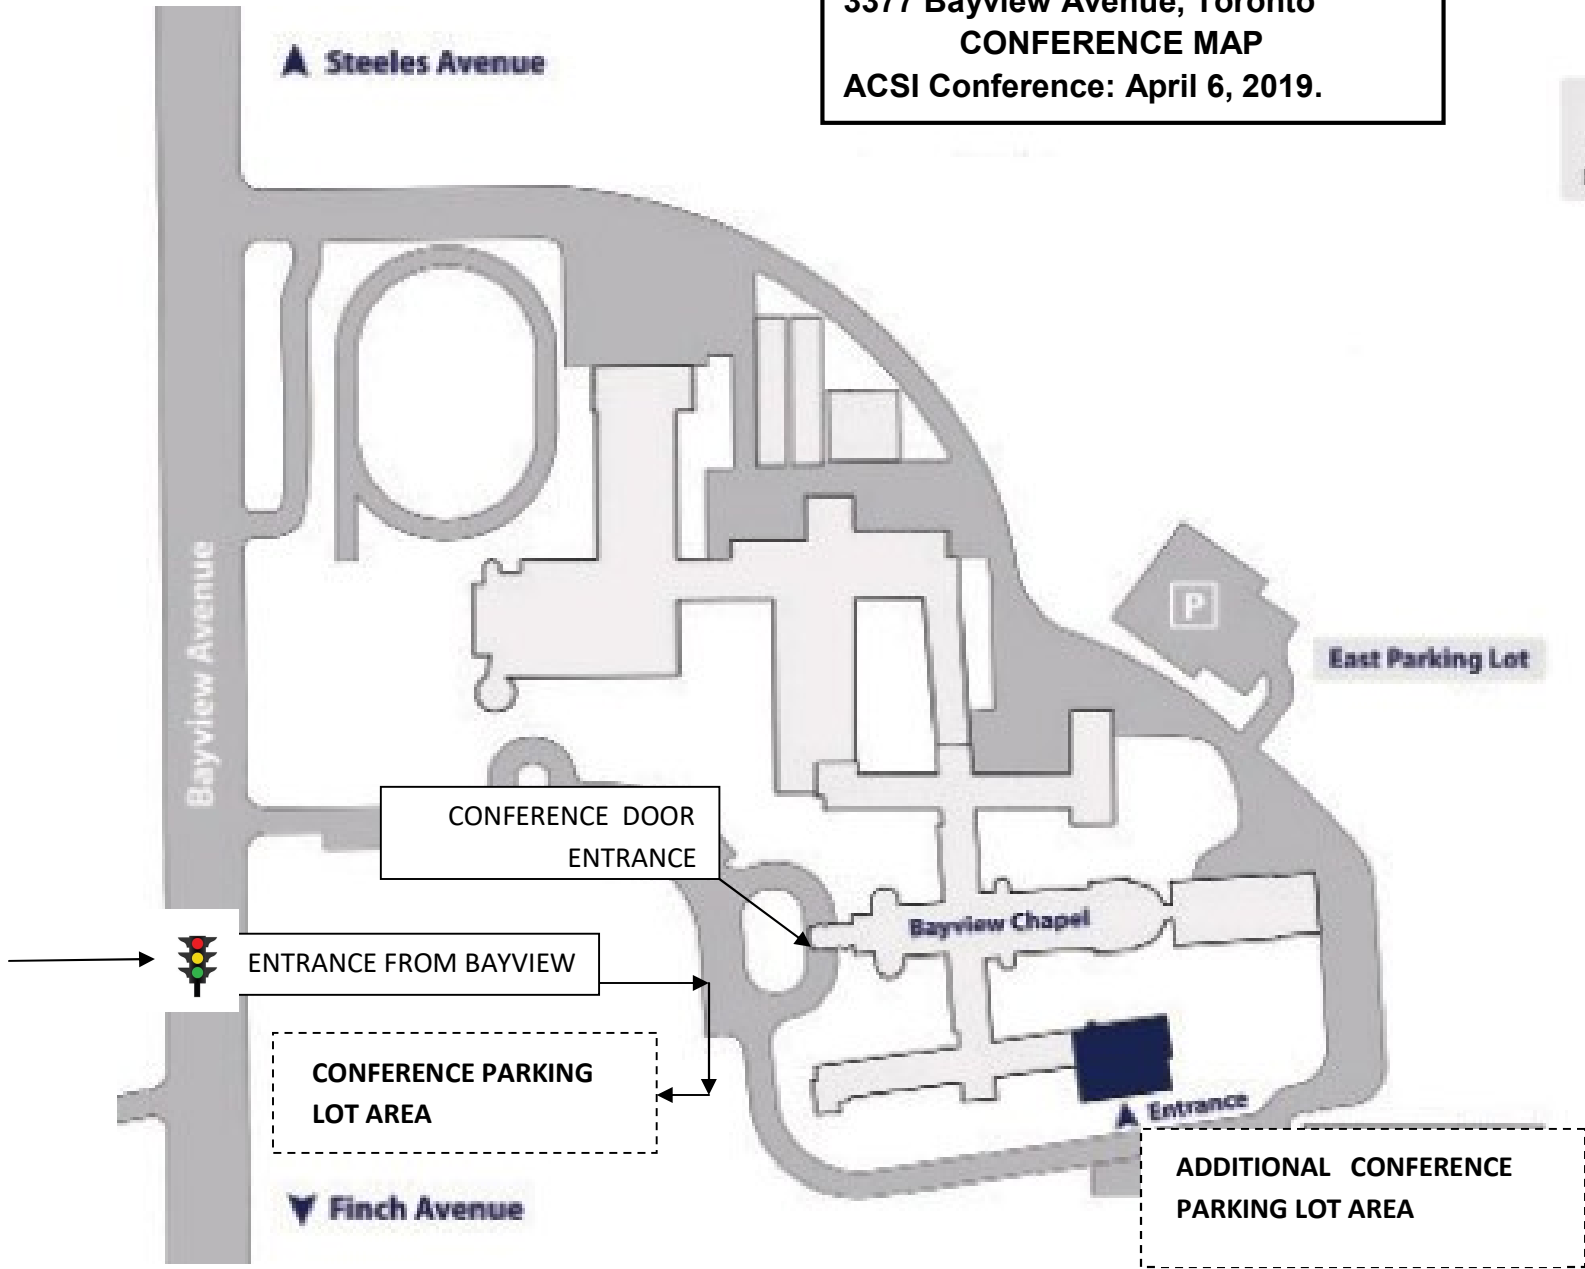 3377 Bayview Avenue, Toronto
CONFERENCE MAP
ACSI Conference: April 6, 2019.
Steeles Avenue
Bayview Avenue
P
East Parking Lot
CONFERENCE DOOR
ENTRANCE
Bayview Chapel
ENTRANCE FROM BAYVIEW
CONFERENCE PARKING
LOT AREA
Entrance
ADDITIONAL CONFERENCE
PARKING LOT AREA
Finch Avenue